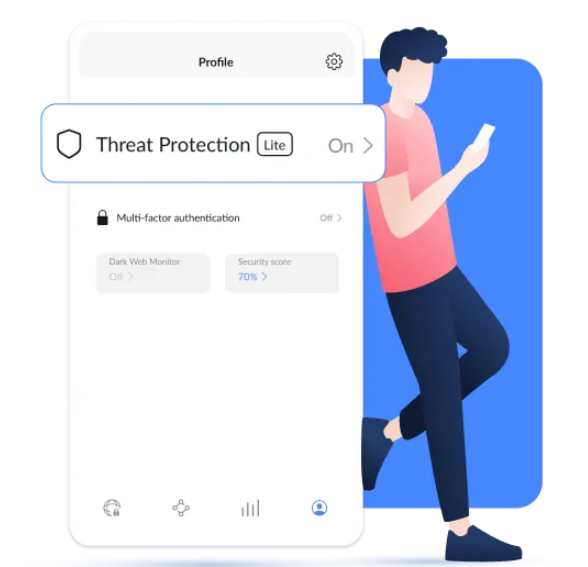 Profile
Threat Protection Lite On
Multi-factor authentication Off
Dark Web Monitor Security score
Off 70%